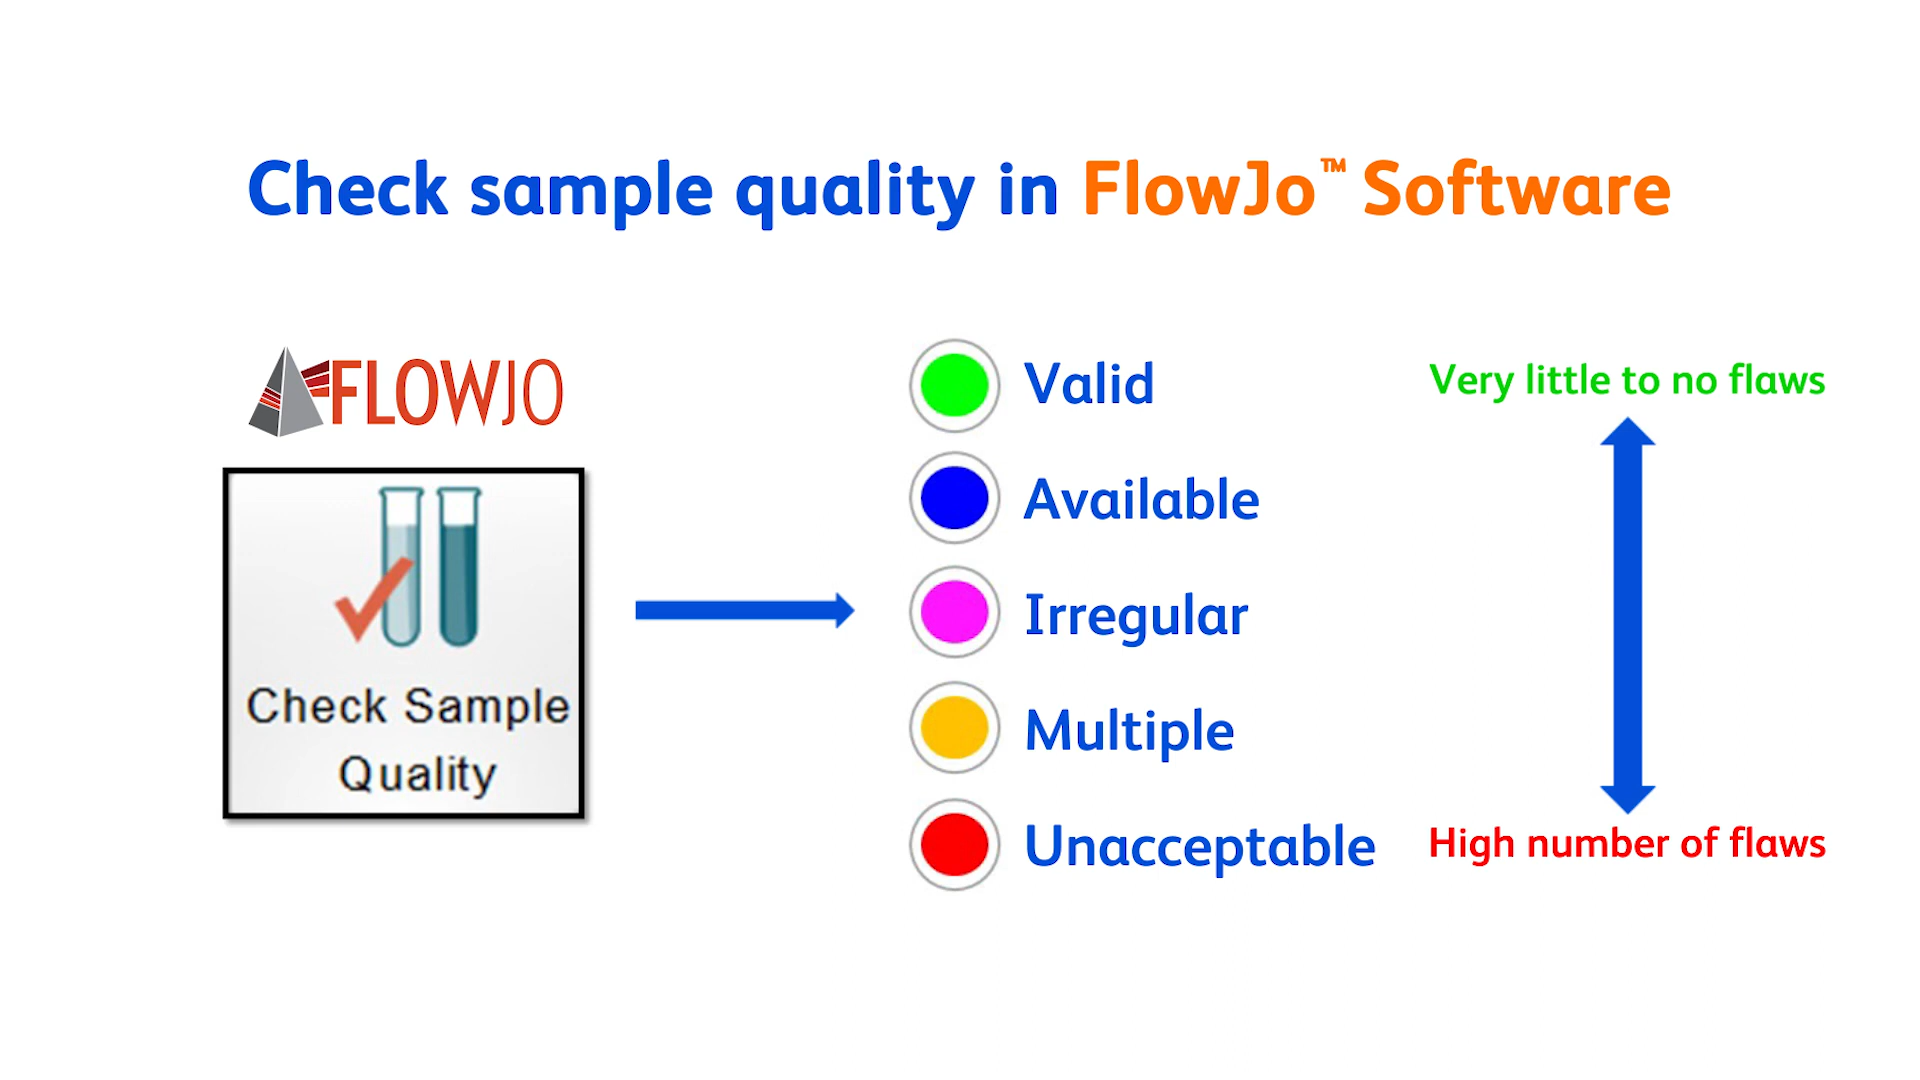 Check sample quality in FlowJo™ Software
FLOWJO
Check Sample
Quality
Valid
Available
Irregular
Multiple
Unacceptable
Very little to no flaws
High number of flaws